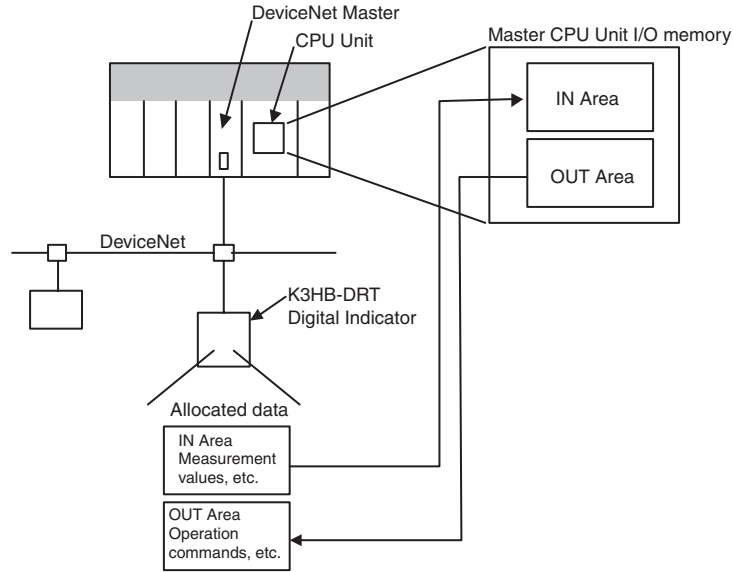 DeviceNet Master
CPU Unit
Master CPU Unit I/O memory
IN Area
OUT Area
DeviceNet
K3HB-DRT
Digital Indicator
Allocated data
IN Area
Measurement
values, etc.
OUT Area
Operation
commands, etc.